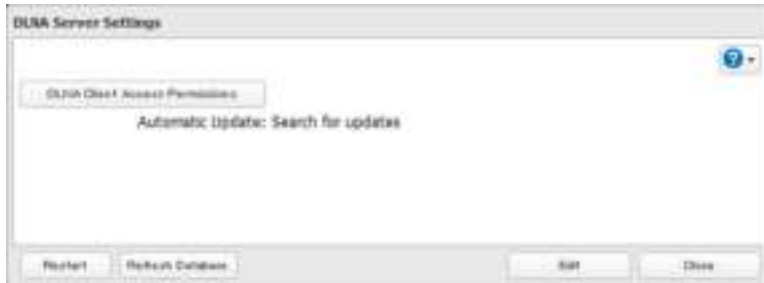 DLNA Server Settings
DLNA Client Access Permissions
Automatic Update: Search for updates
Restart Refresh Database Edit Close